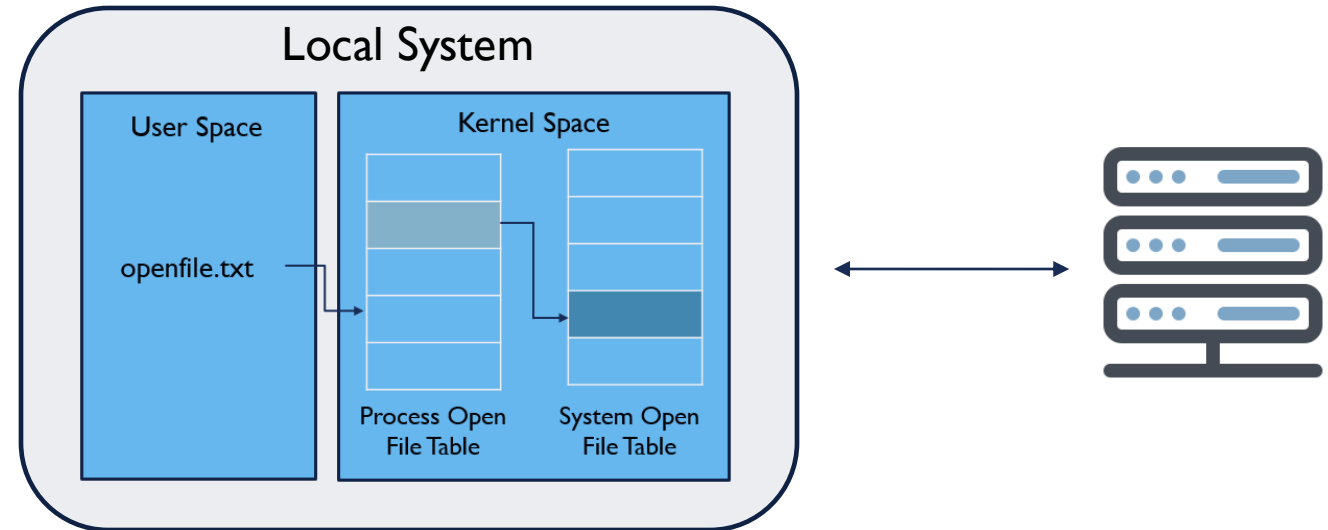 Local System
User Space
Kernel Space
openfile.txt
Process Open
File Table
System Open
File Table